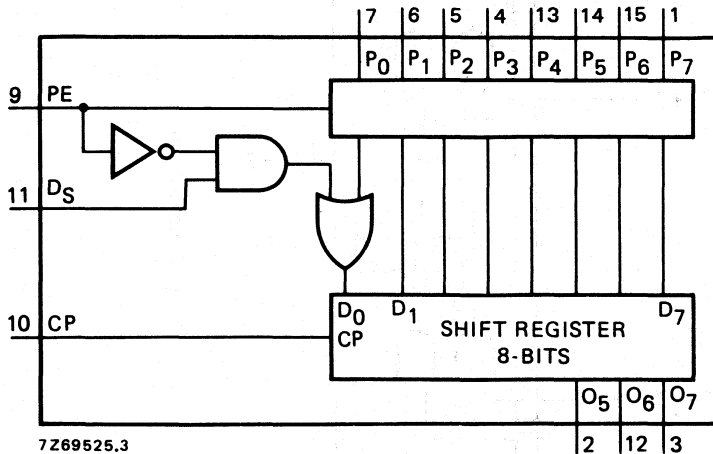 7 6 5 4 13 14 15 1
P0 P1 P2 P3 P4 P5 P6 P7
9 PE
11 DS
D0 D1 D7
10 CP CP
SHIFT REGISTER
8-BITS
O5 O6 O7
7Z69525.3
2 12 3